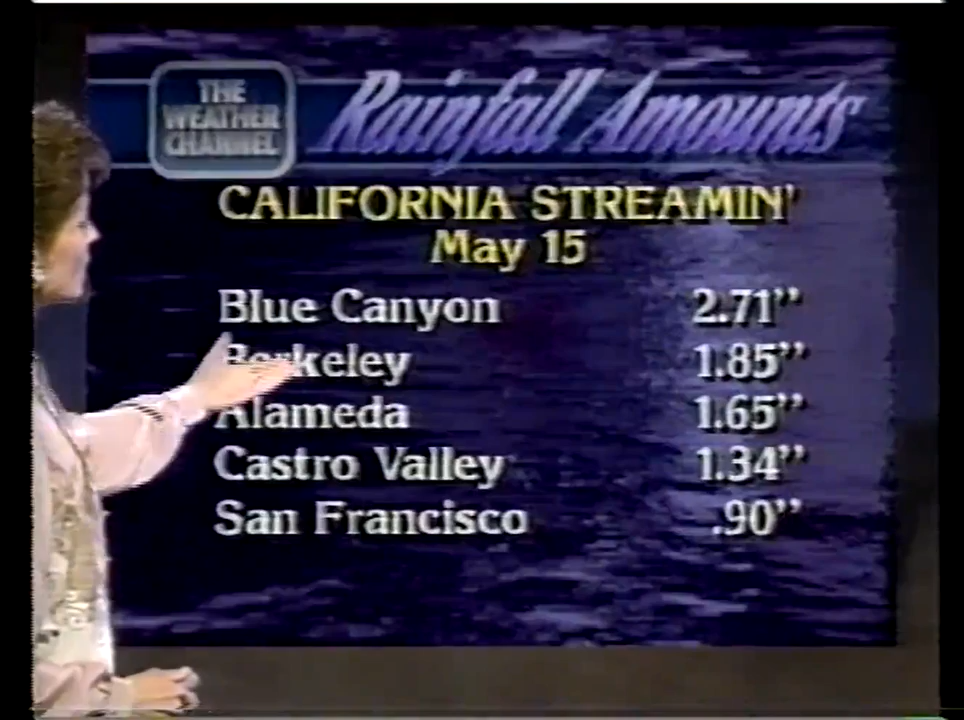 THE
WEATHER
CHANNEL
Rainfall Amounts
CALIFORNIA STREAMIN'
May 15
Blue Canyon 2.71"
Berkeley 1.85"
Alameda 1.65"
Castro Valley 1.34"
San Francisco .90"